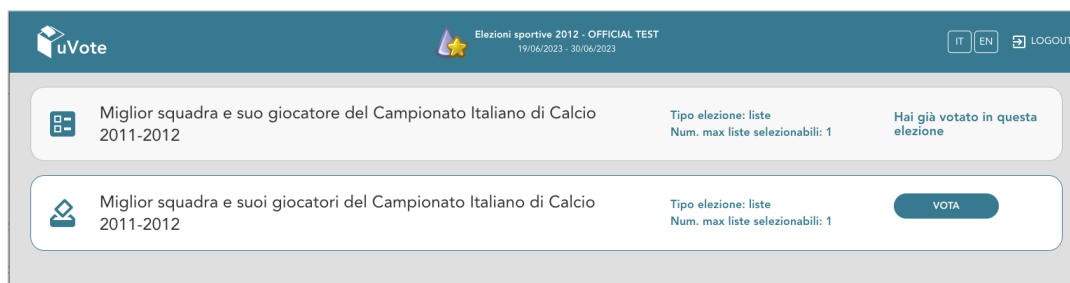 uVote
Elezioni sportive 2012 - OFFICIAL TEST
19/06/2023 - 30/06/2023
IT EN LOGOUT
Miglior squadra e suo giocatore del Campionato Italiano di Calcio
2011-2012
Tipo elezione: liste
Num. max liste selezionabili: 1
Hai già votato in questa
elezione
Miglior squadra e suoi giocatori del Campionato Italiano di Calcio
2011-2012
Tipo elezione: liste
Num. max liste selezionabili: 1
VOTA